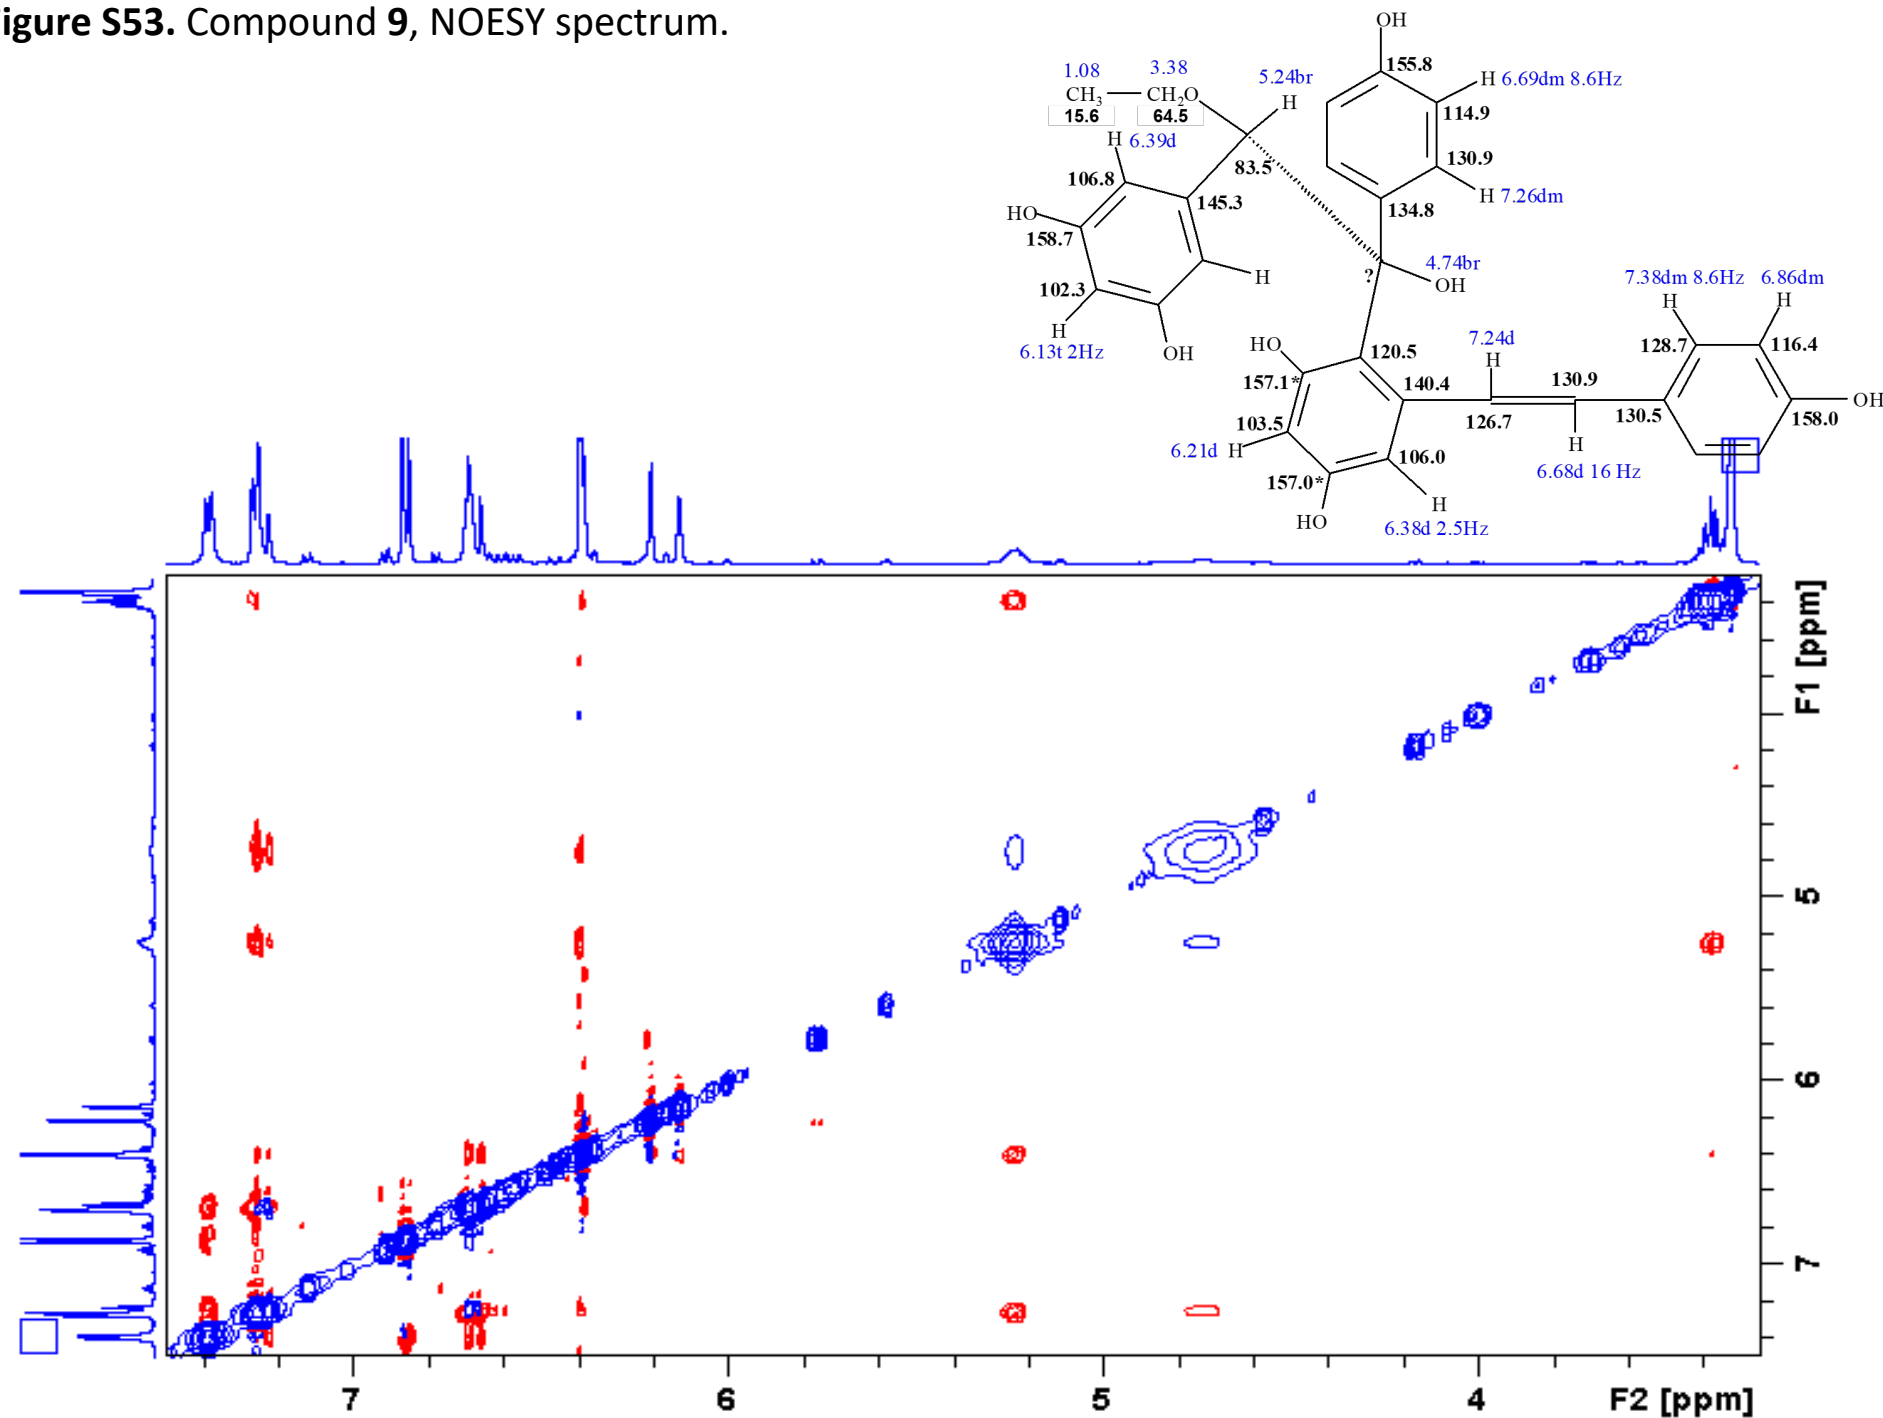 igure S53. Compound 9, NOESY spectrum.
OH
155.8
H 6.69dm 8.6Hz
114.9
130.9
H 7.26dm
134.8
1.08
3.38
5.24br
CH3
CH2O
H
15.6
64.5
H 6.39d
83.5
106.8
145.3
HO
158.7
4.74br
?
OH
H
102.3
H
6.13t 2Hz
OH
7.38dm 8.6Hz 6.86dm
H
H
7.24d
H
HO
120.5
128.7
116.4
157.1*
140.4
130.9
126.7
130.5
158.0
OH
103.5
6.21d H
H
106.0
6.68d 16 Hz
157.0*
H
HO
6.38d 2.5Hz
F1 [ppm]
5
6
7
7
6
5
4
F2 [ppm]